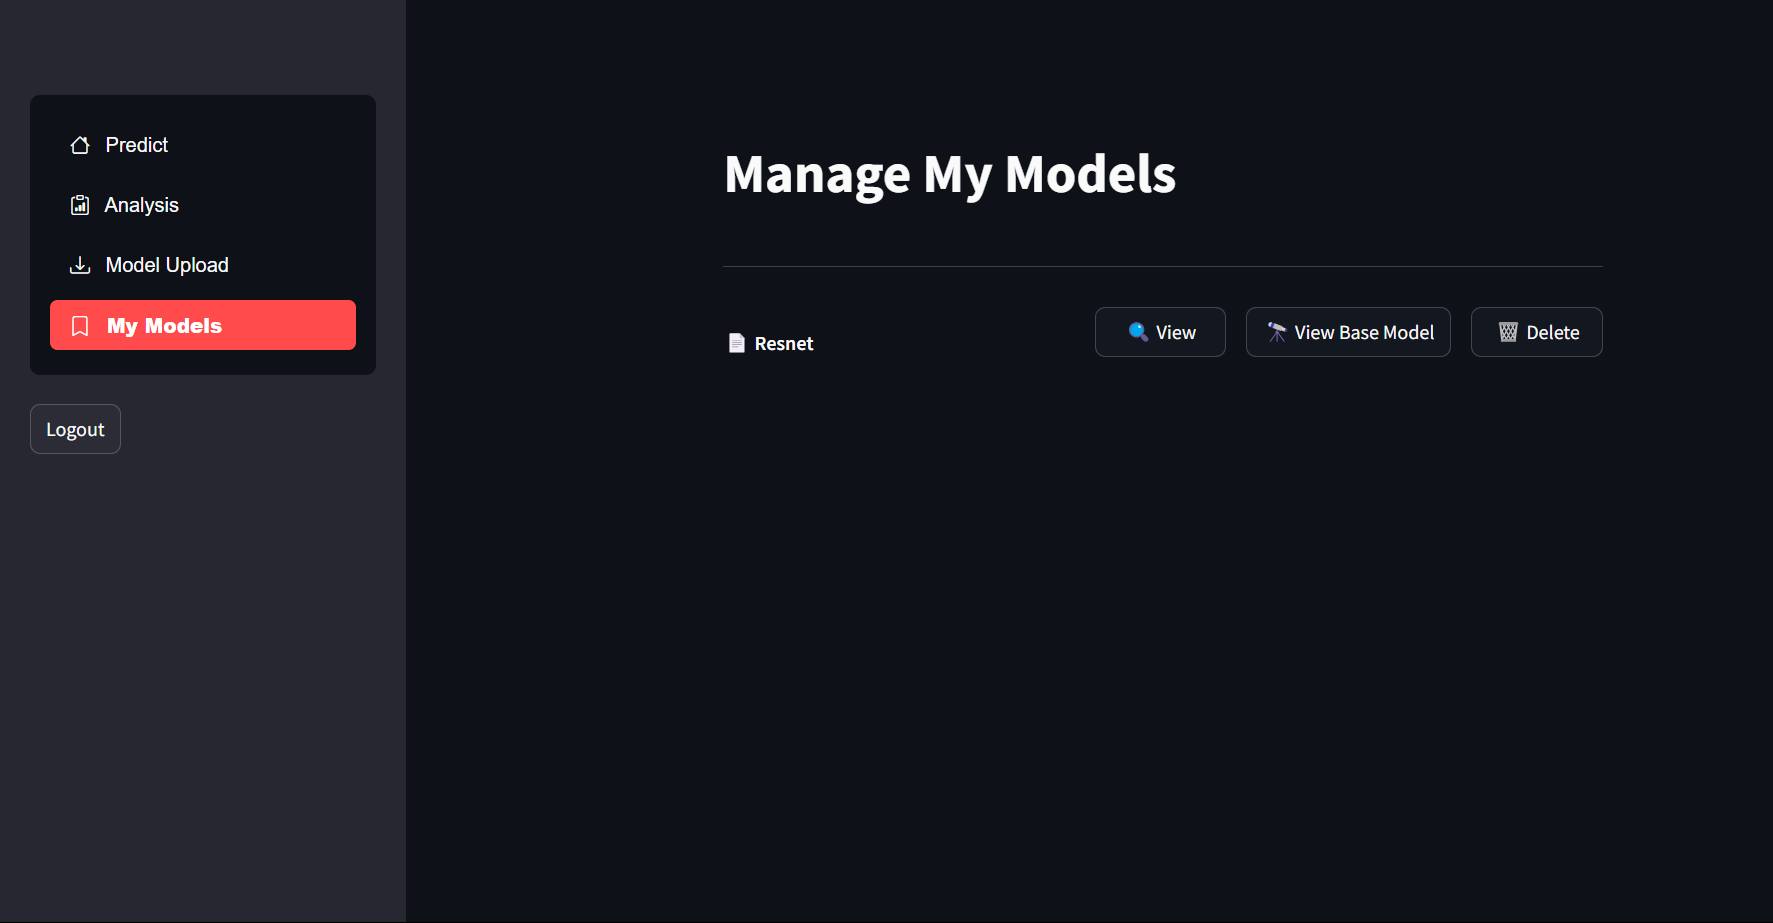 Predict
Analysis
Model Upload
My Models
Logout
Manage My Models
Resnet
View
View Base Model
Delete